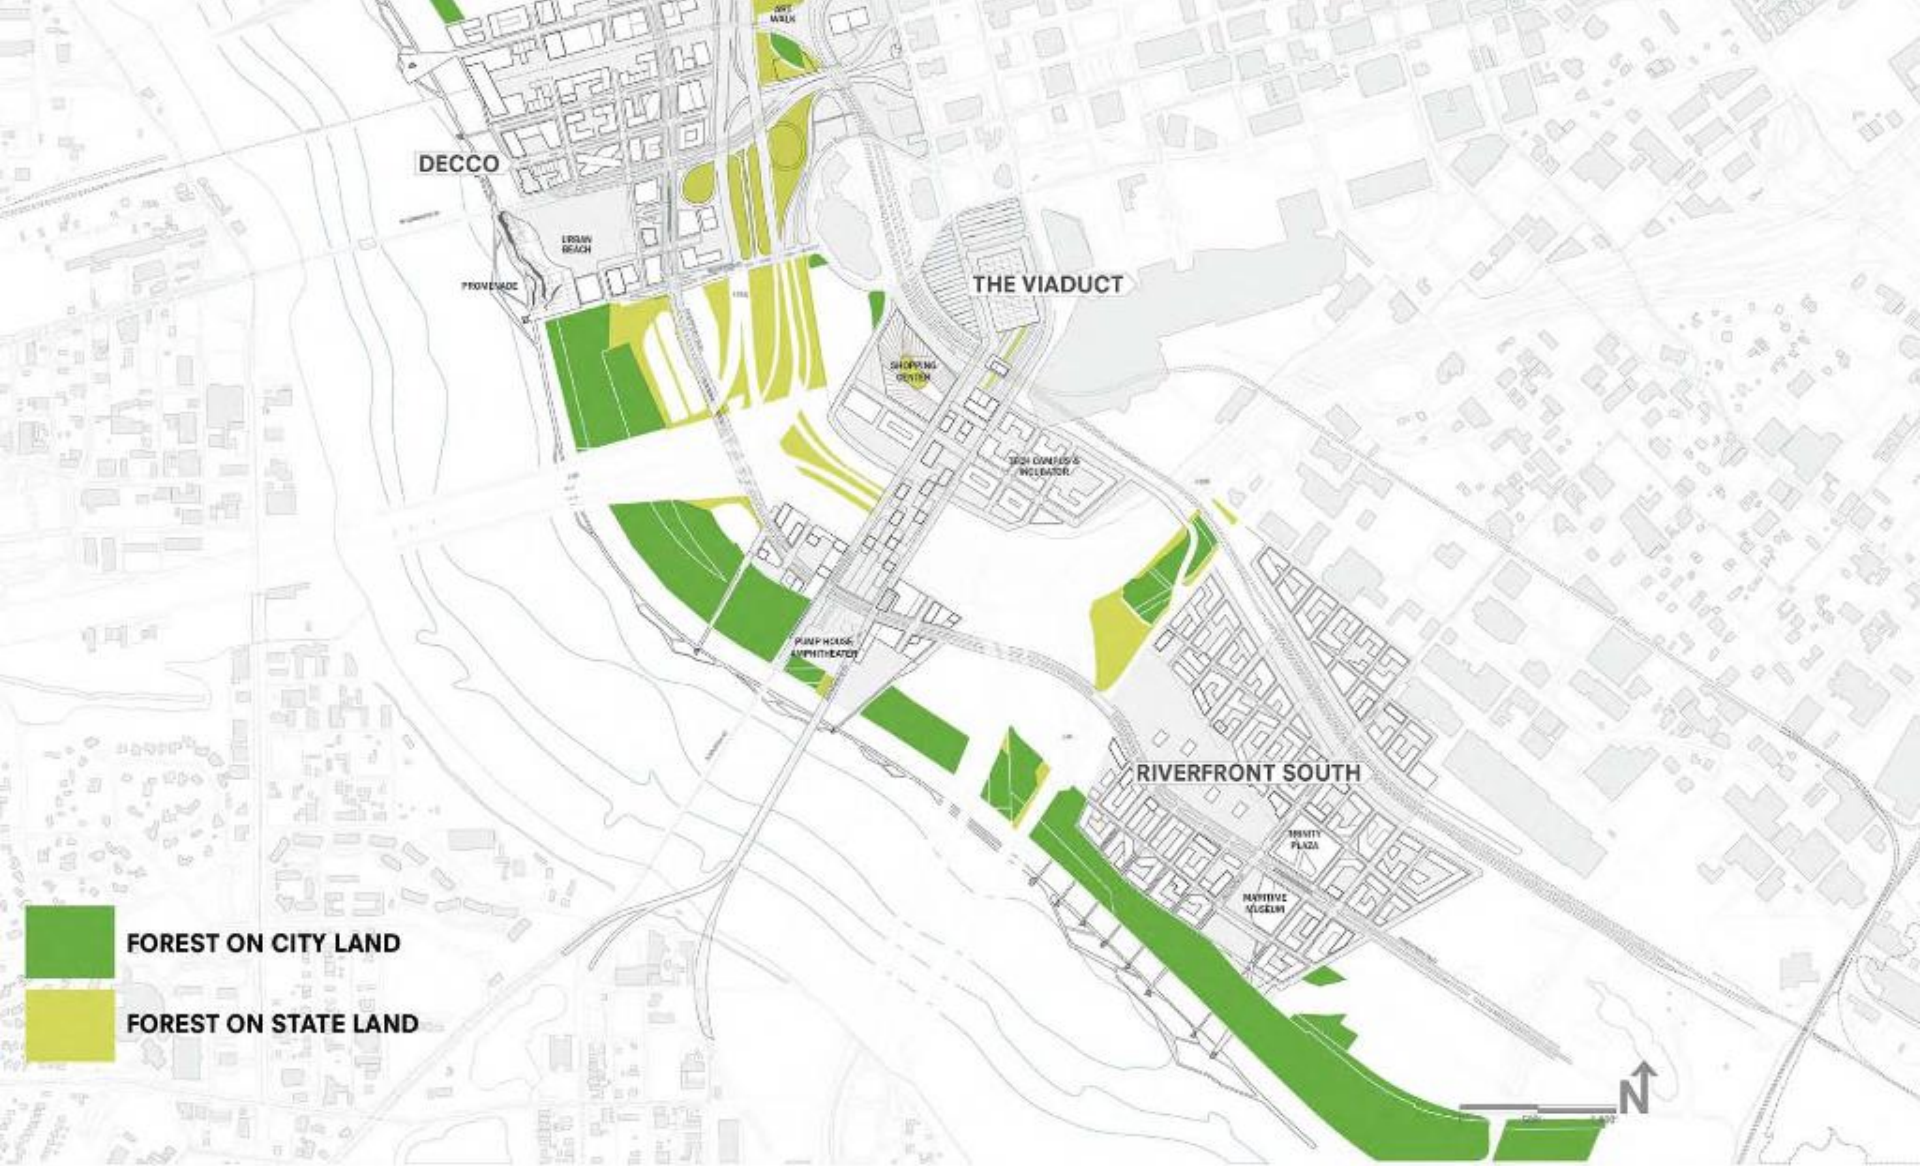 ART
WALK
DECCO
URBAN
BEACH
PROMENADE
THE VIADUCT
SHOPPING
CENTER
TECH CAMPUS &
INCUBATOR
PUMP HOUSE
AMPHITHEATER
RIVERFRONT SOUTH
TRINITY
PLAZA
MARITIME
MUSEUM
FOREST ON CITY LAND
FOREST ON STATE LAND
N